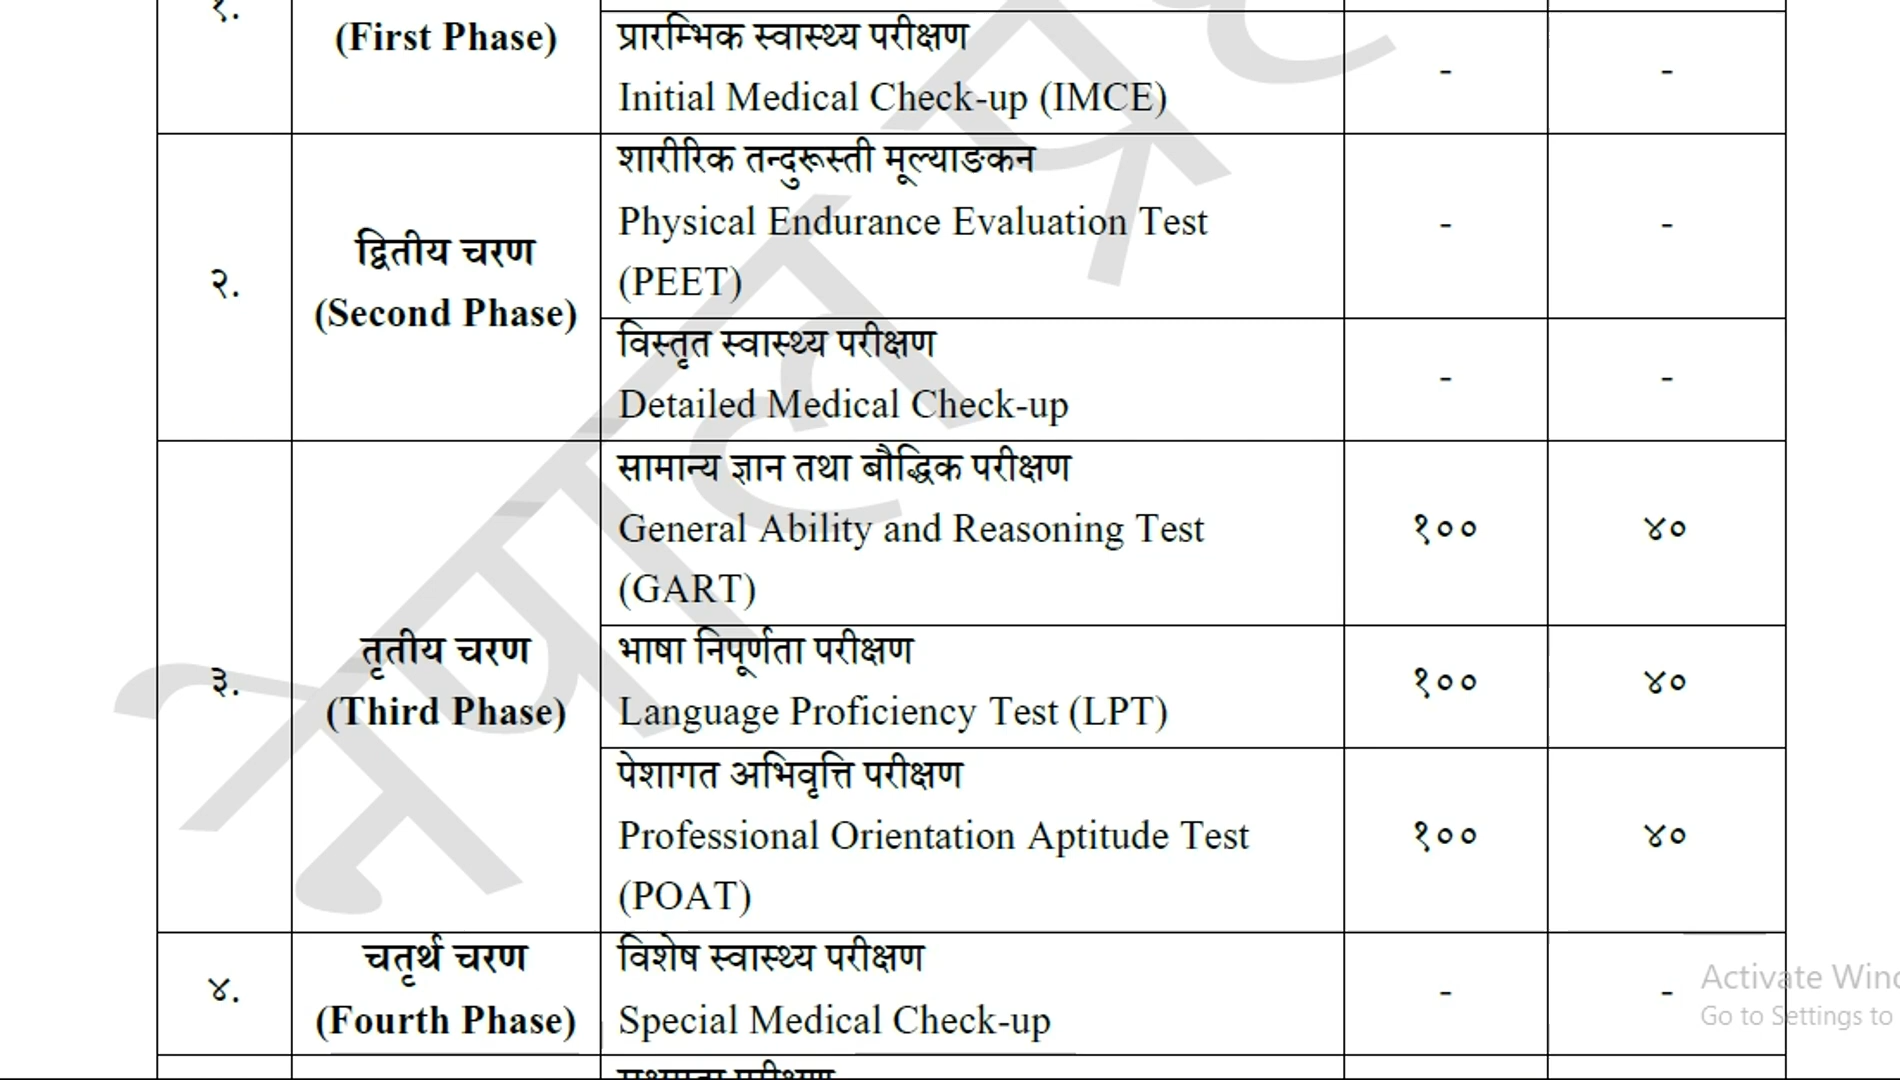 १.
(First Phase)
प्रारम्भिक स्वास्थ्य परीक्षण
Initial Medical Check-up (IMCE)
-
-
२.
द्वितीय चरण
(Second Phase)
शारीरिक तन्दुरूस्ती मूल्याङकन
Physical Endurance Evaluation Test
(PEET)
-
-
विस्तृत स्वास्थ्य परीक्षण
Detailed Medical Check-up
-
-
३.
तृतीय चरण
(Third Phase)
सामान्य ज्ञान तथा बौद्धिक परीक्षण
General Ability and Reasoning Test
(GART)
१००
४०
भाषा निपूर्णता परीक्षण
Language Proficiency Test (LPT)
१००
४०
पेशागत अभिवृत्ति परीक्षण
Professional Orientation Aptitude Test
(POAT)
१००
४०
४.
चतुर्थ चरण
(Fourth Phase)
विशेष स्वास्थ्य परीक्षण
Special Medical Check-up
-
-
Activate Wind
Go to Settings to